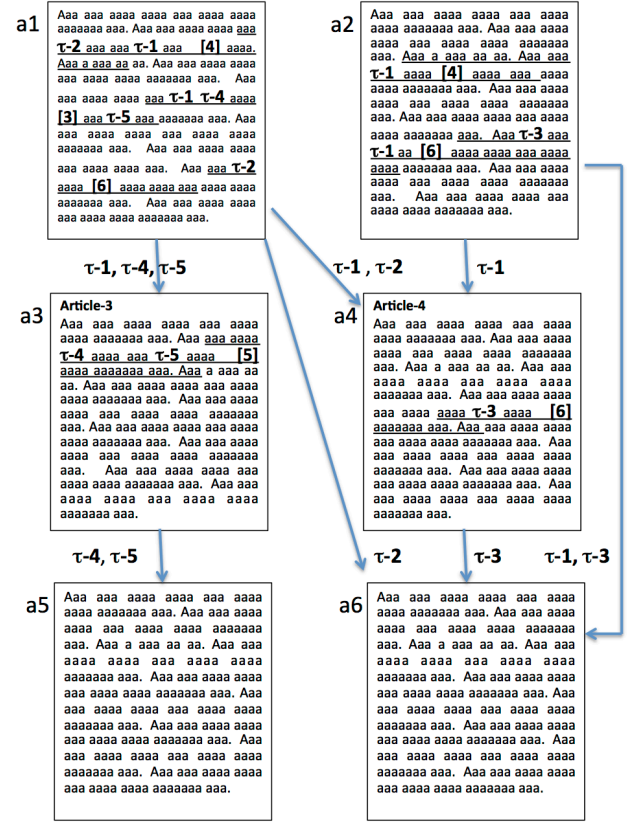 a1
Aaa aaa aaaa aaaa aaa aaaa
aaaa aaaaaaa aaa. Aaa aaa aaaa aaa
τ-2 aaa aaa τ-1 aaa [4] aaaa.
Aaa a aaa aa aa. Aaa aaa aaaa aaaa
aaa aaaa aaaa aaaaaaa aaa. Aaa
aaa aaaa aaaa aaa τ-1 τ-4 aaaa
[3] aaa τ-5 aaa aaaaaaa aaa. Aaa
aaa aaaa aaaa aaa aaaa aaaa
aaaaaaa aaa. Aaa aaa aaaa aaaa
aaa aaaa aaaa aaa. Aaa aaa τ-2
aaaa [6] aaaa aaaa aaa aaaa aaaa
aaaaaaa aaa. Aaa aaa aaaa aaaa
aaa aaaa aaaa aaaaaaa aaa.
a2
Aaa aaa aaaa aaaa aaa aaaa
aaaa aaaaaaa aaa. Aaa aaa aaaa
aaaa aaa aaaa aaaa aaaaaaa
aaa. Aaa a aaa aa aa. Aaa aaa
τ-1 aaaa [4] aaaa aaa aaaa
aaaa aaaaaaa aaa. Aaa aaa aaaa
aaaa aaa aaaa aaaa aaaaaaa
aaa. Aaa aaa aaaa aaaa aaa aaaa
aaaa aaaaaaa aaa. Aaa τ-3 aaa
τ-1 aa [6] aaaa aaaa aaa aaaa
aaaa aaaaaaa aaa. Aaa aaa aaaa
aaaa aaa aaaa aaaa aaaaaaa
aaa. Aaa aaa aaaa aaaa aaa
aaaa aaaa aaaaaaa aaa.
τ-1, τ-4, τ-5
τ-1 , τ-2
τ-1
a3
Article-3
Aaa aaa aaaa aaaa aaa aaaa
aaaa aaaaaaa aaa. Aaa aaa aaaa
τ-4 aaaa aaa τ-5 aaaa [5]
aaaa aaaaaaa aaa. Aaa a aaa aa
aa. Aaa aaa aaaa aaaa aaa aaaa
aaaa aaaaaaa aaa. Aaa aaa aaaa
aaaa aaa aaaa aaaa aaaaaaa
aaa. Aaa aaa aaaa aaaa aaa aaaa
aaaa aaaaaaa aaa. Aaa aaa aaaa
aaaa aaa aaaa aaaa aaaaaaa
aaa. Aaa aaa aaaa aaaa aaa
aaaa aaaa aaaaaaa aaa. Aaa aaa
aaaa aaaa aaa aaaa aaaa
aaaaaaa aaa.
a4
Article-4
Aaa aaa aaaa aaaa aaa aaaa
aaaa aaaaaaa aaa. Aaa aaa aaaa
aaaa aaa aaaa aaaa aaaaaaa
aaa. Aaa a aaa aa aa. Aaa aaa
aaaa aaaa aaa aaaa aaaa
aaaaaaa aaa. Aaa aaa aaaa aaaa
aaa aaaa aaaa τ-3 aaaa [6]
aaaaaaa aaa. Aaa aaa aaaa aaaa
aaa aaaa aaaa aaaaaaa aaa. Aaa
aaa aaaa aaaa aaa aaaa aaaa
aaaaaaa aaa. Aaa aaa aaaa aaaa
aaa aaaa aaaa aaaaaaa aaa. Aaa
aaa aaaa aaaa aaa aaaa aaaa
aaaaaaa aaa.
τ-4, τ-5
τ-2
τ-3
τ-1, τ-3
a5
Aaa aaa aaaa aaaa aaa aaaa
aaaa aaaaaaa aaa. Aaa aaa aaaa
aaaa aaa aaaa aaaa aaaaaaa
aaa. Aaa a aaa aa aa. Aaa aaa
aaaa aaaa aaa aaaa aaaa
aaaaaaa aaa. Aaa aaa aaaa aaaa
aaa aaaa aaaa aaaaaaa aaa. Aaa
aaa aaaa aaaa aaa aaaa aaaa
aaaaaaa aaa. Aaa aaa aaaa aaaa
aaa aaaa aaaa aaaaaaa aaa. Aaa
aaa aaaa aaaa aaa aaaa aaaa
aaaaaaa aaa. Aaa aaa aaaa aaaa
aaa aaaa aaaa aaaaaaa aaa.
a6
Aaa aaa aaaa aaaa aaa aaaa
aaaa aaaaaaa aaa. Aaa aaa aaaa
aaaa aaa aaaa aaaa aaaaaaa
aaa. Aaa a aaa aa aa. Aaa aaa
aaaa aaaa aaa aaaa aaaa
aaaaaaa aaa. Aaa aaa aaaa aaaa
aaa aaaa aaaa aaaaaaa aaa. Aaa
aaa aaaa aaaa aaa aaaa aaaa
aaaaaaa aaa. Aaa aaa aaaa aaaa
aaa aaaa aaaa aaaaaaa aaa. Aaa
aaa aaaa aaaa aaa aaaa aaaa
aaaaaaa aaa. Aaa aaa aaaa aaaa
aaa aaaa aaaa aaaaaaa aaa.